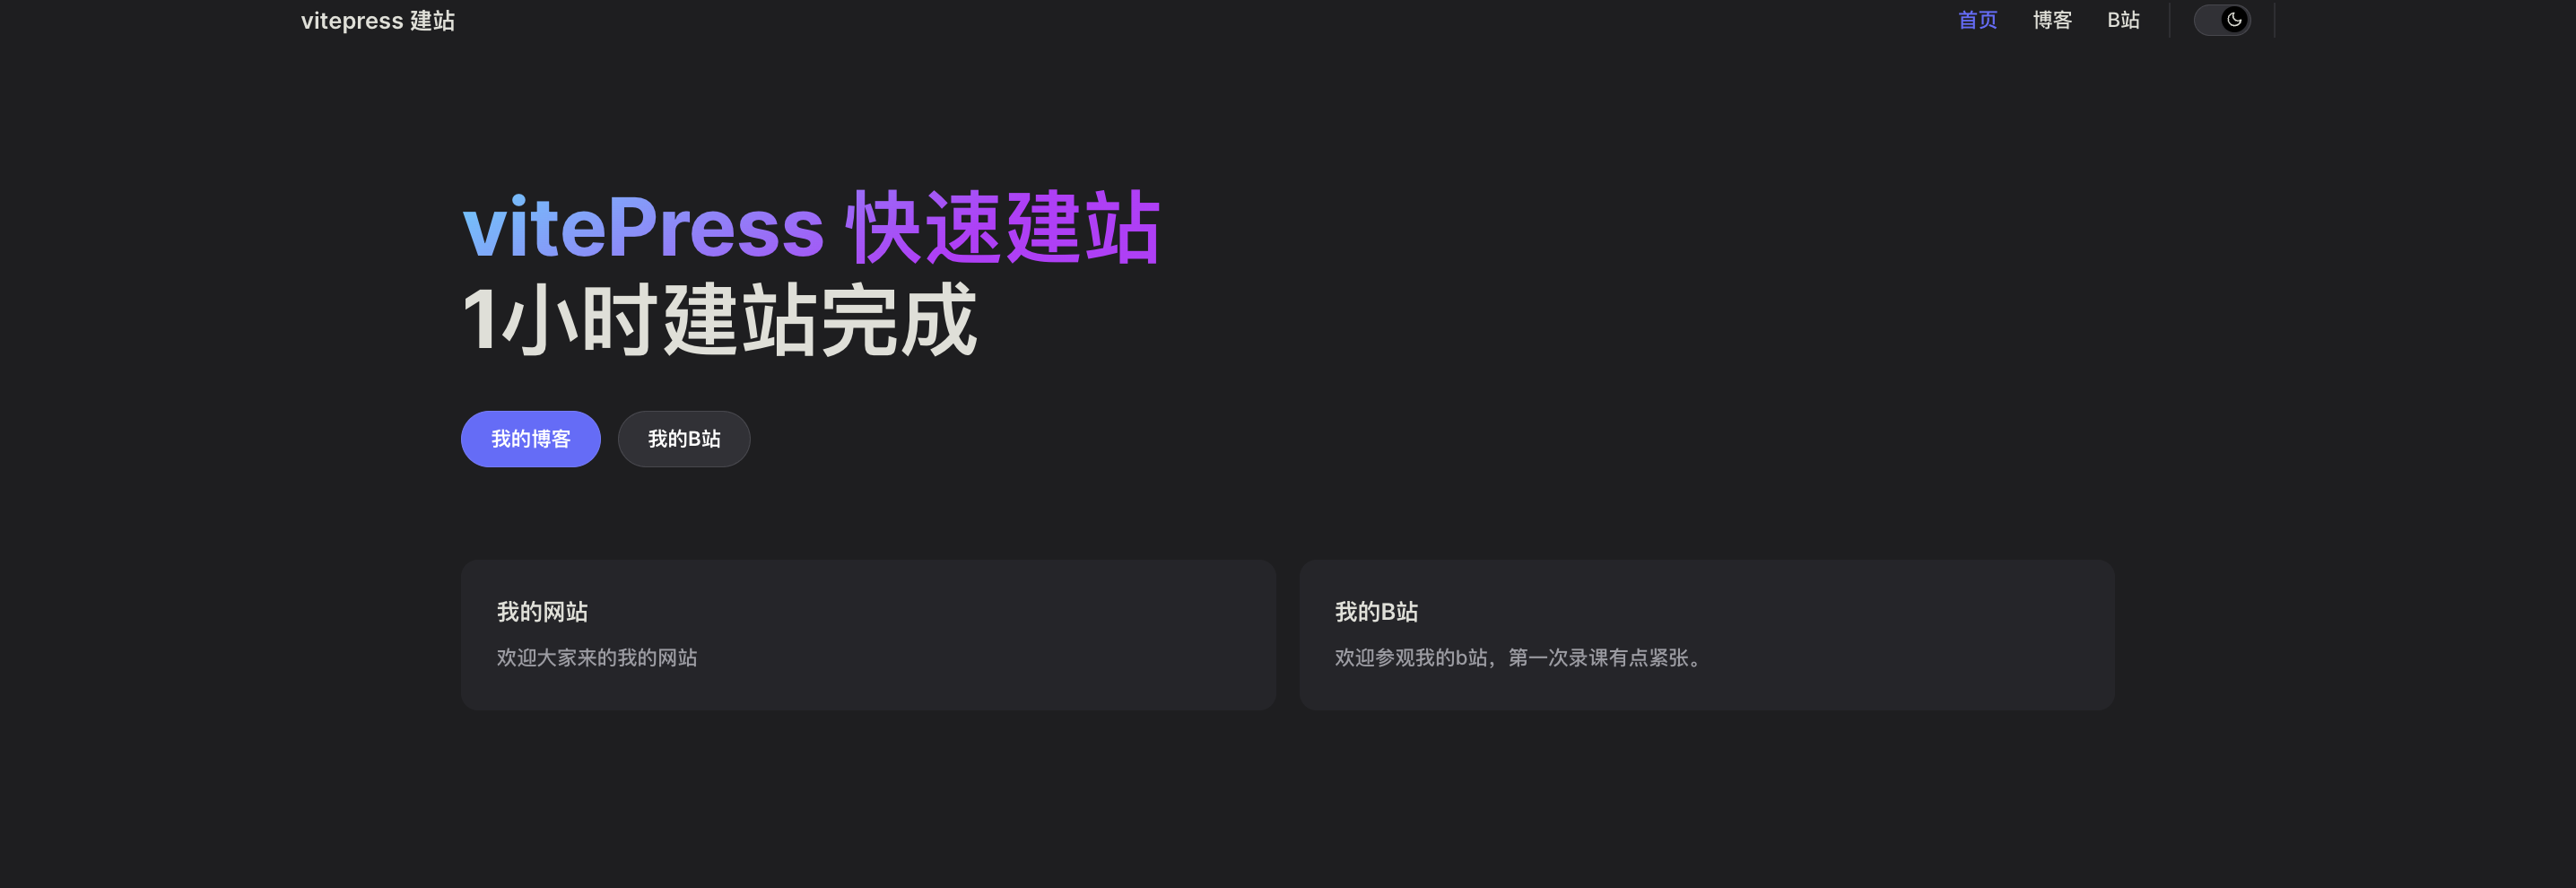 vitepress 建站
首页 博客 B站
vitePress 快速建站
1小时建站完成
我的博客 我的B站
我的网站
欢迎大家来的我的网站
我的B站
欢迎参观我的b站，第一次录课有点紧张。